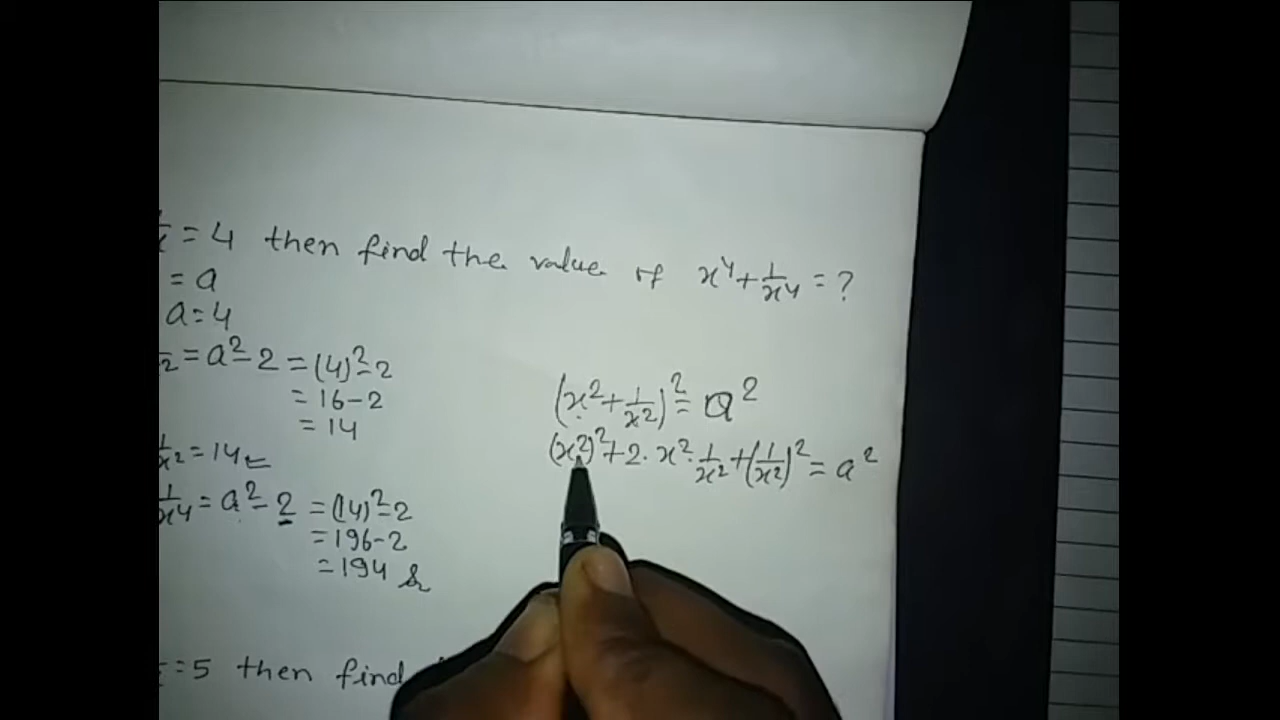 1/x = 4 then find the value of x⁴ + 1/x⁴ = ?
= a
a = 4
= a² - 2 = (4)² - 2
= 16 - 2
= 14
1/x² = 14
1/x⁴ = a² - 2 = (14)² - 2
= 196 - 2
= 194
(x² + 1/x²)² = a²
(x²)² + 2 · x² · 1/x² + (1/x²)² = a²
= 5 then find